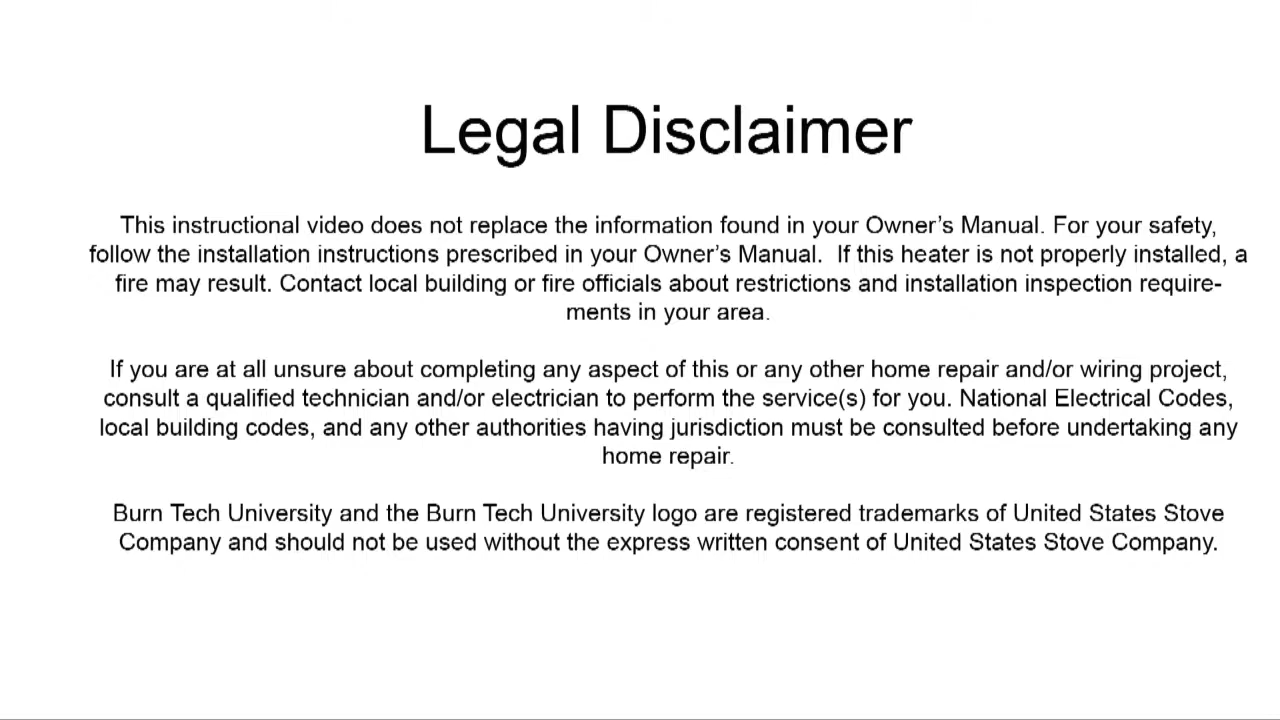 Legal Disclaimer
This instructional video does not replace the information found in your Owner’s Manual. For your safety,
follow the installation instructions prescribed in your Owner’s Manual.  If this heater is not properly installed, a
fire may result. Contact local building or fire officials about restrictions and installation inspection require-
ments in your area.
If you are at all unsure about completing any aspect of this or any other home repair and/or wiring project,
consult a qualified technician and/or electrician to perform the service(s) for you. National Electrical Codes,
local building codes, and any other authorities having jurisdiction must be consulted before undertaking any
home repair.
Burn Tech University and the Burn Tech University logo are registered trademarks of United States Stove
Company and should not be used without the express written consent of United States Stove Company.